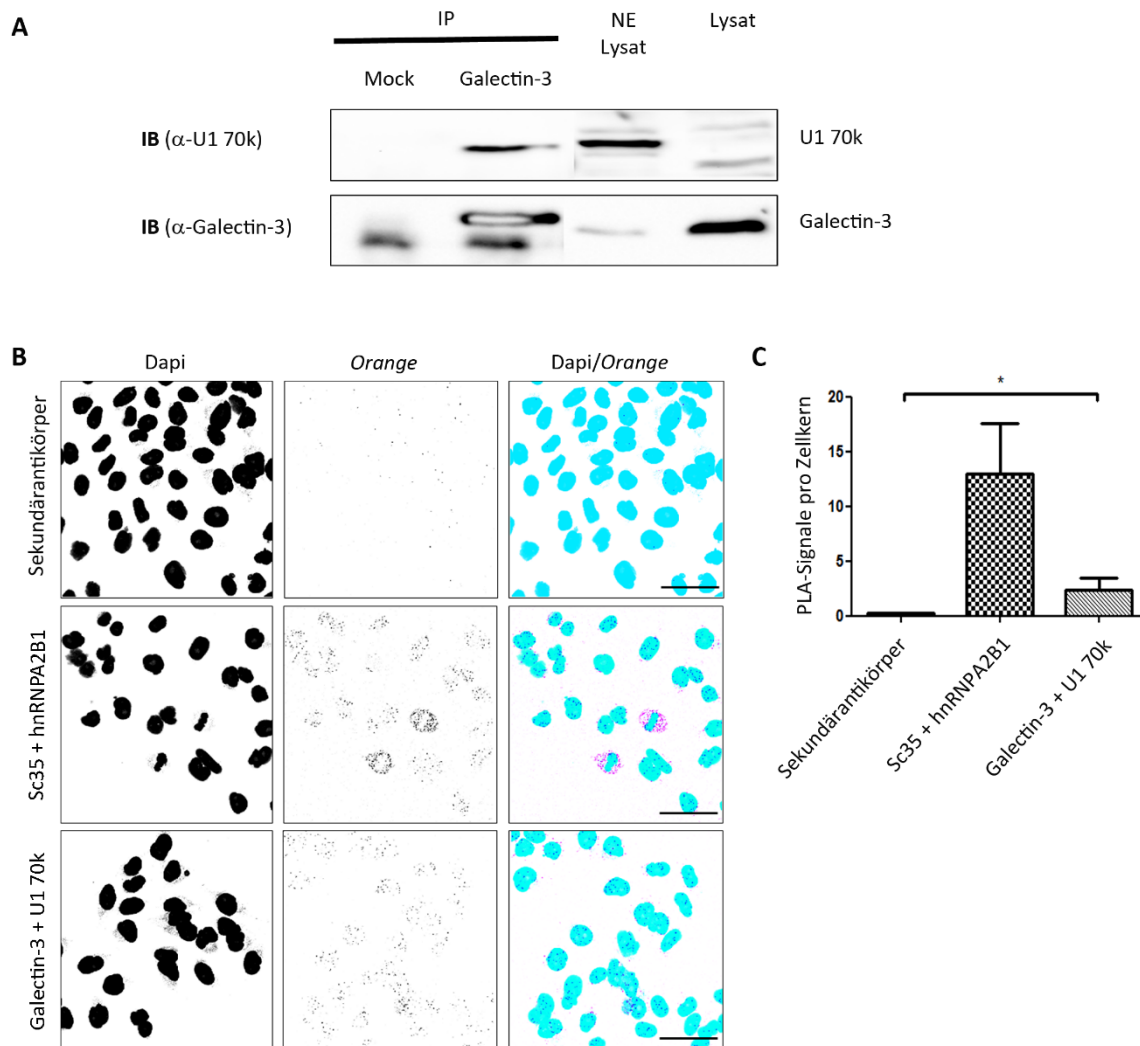 A
IP
NE
Lysat
Lysat
Mock
Galectin-3
IB (α-U1 70k)
U1 70k
IB (α-Galectin-3)
Galectin-3
B
Dapi
Orange
Dapi/Orange
Sekundärantikörper
Sc35 + hnRNPA2B1
Galectin-3 + U1 70k
C
*
PLA-Signale pro Zellkern
20
15
10
5
0
Sekundärantikörper
Sc35 + hnRNPA2B1
Galectin-3 + U1 70k